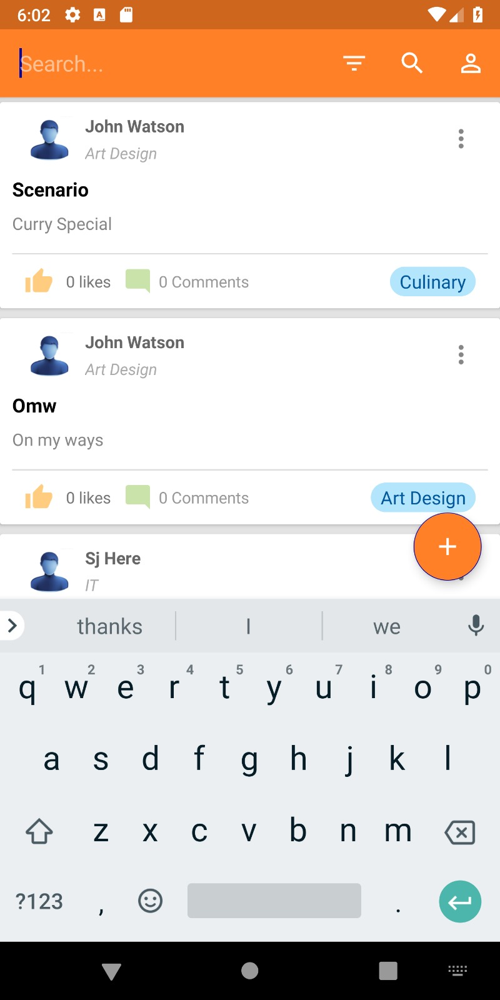 6:02
Search...
John Watson
Art Design
Scenario
Curry Special
0 likes 0 Comments Culinary
John Watson
Art Design
Omw
On my ways
0 likes 0 Comments Art Design
Sj Here
IT
thanks I we
1 2 3 4 5 6 7 8 9 0
q w e r t y u i o p
a s d f g h j k l
z x c v b n m
?123 , .